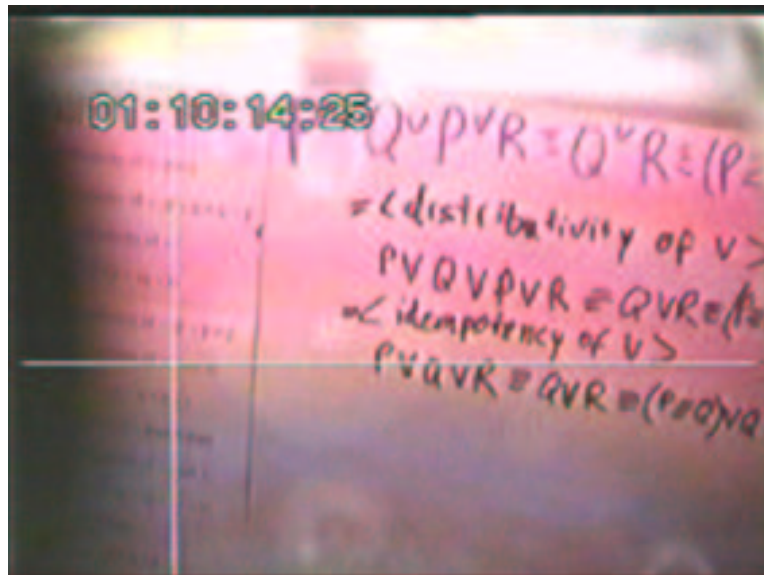 01:10:14:25
Q∨P∨R ≡ Q∨R ≡ (P ≡
≡ < distributivity of ∨ >
P∨Q∨P∨R ≡ Q∨R ≡ (P≡
≡ < idempotency of ∨ >
P∨Q∨R ≡ Q∨R ≡ (P≡Q)∨Q